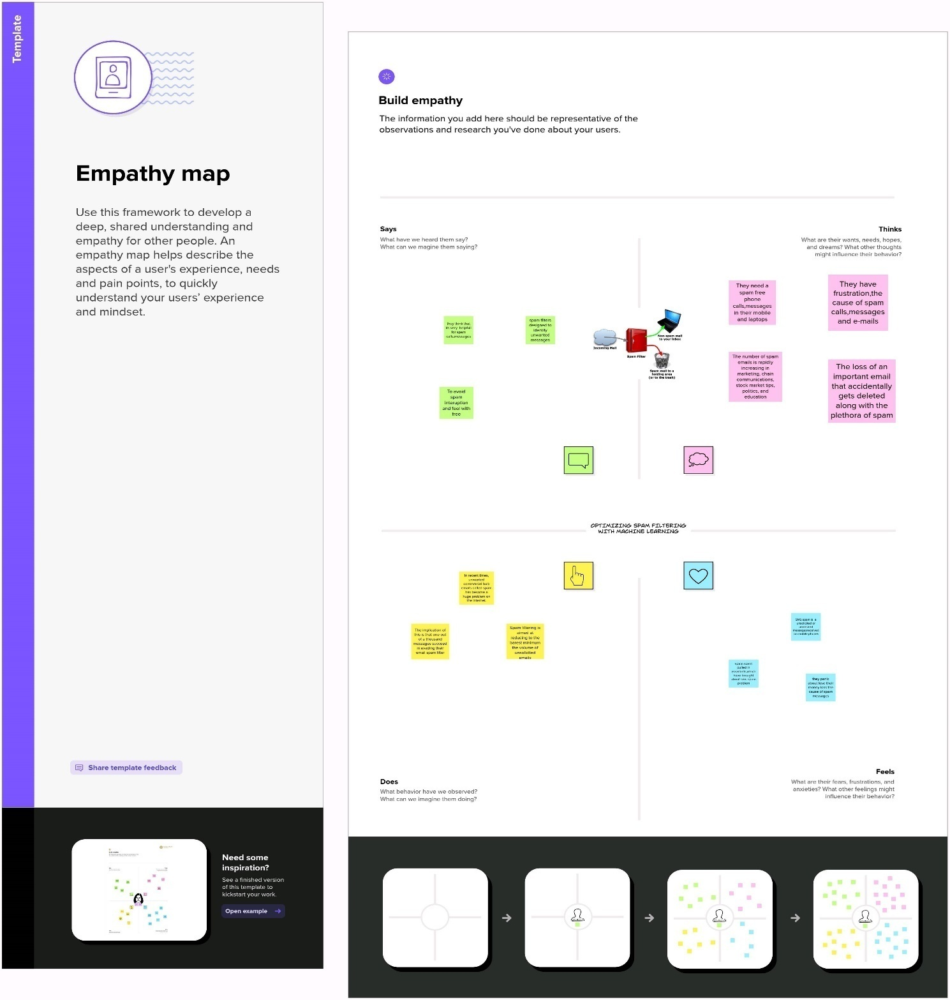 Template
Empathy map
Use this framework to develop a
deep, shared understanding and
empathy for other people. An
empathy map helps describe the
aspects of a user's experience, needs
and pain points, to quickly
understand your users’ experience
and mindset.
Share template feedback
Need some
inspiration?
See a finished version
of this template to
kickstart your work.
Open example
Build empathy
The information you add here should be representative of the
observations and research you've done about your users.
Says
What have we heard them say?
What can we magine them saying?
Thinks
What are their wants, needs, hopes,
and dreams? What other thoughts
might influence their behavior?
they think that
its very helpfull
for spam
calls,messages
spam filters
designed to
identify
unwanted
messages
To avoid
spam
interuption
and feel with
free
Incoming Mail
Spam Filter
Non-spam mail
to your inbox
Spam mail to a
holding area
(or to the trash)
They need a
spam free
phone
calls,messages
in their mobile
and laptops
They have
frustration,the
cause of spam
calls,messages
and e-mails
The number of spam
emails is rapidly
increasing in
marketing, chain
communications,
stock market tips,
politics, and
education
The loss of an
important email
that accidentally
gets deleted
along with the
plethora of spam
OPTIMIZING SPAM FILTERING
WITH MACHINE LEARNING
In recent times,
unwanted
commercial bulk
emails called spam
has become a
huge problem on
the internet.
The implication of
this is that one out
of a thousand
messages succeed
in evading their
email spam filter
Spam filtering is
aimed at
reducing to the
barest minimum
the volume of
unsolicited
emails
SMS spam is a
unsolicited or
undesired
messages received
on mobile phones
spam spent
pulled in
assailants,which
have brought
about sms spam
problem
they panic
about lose their
money loss the
cause of spam
messages
Does
What behavior have we observed?
What can we imagine them doing?
Feels
What are their fears, frustrations, and
anxieties? What other feelings might
influence their behavior?